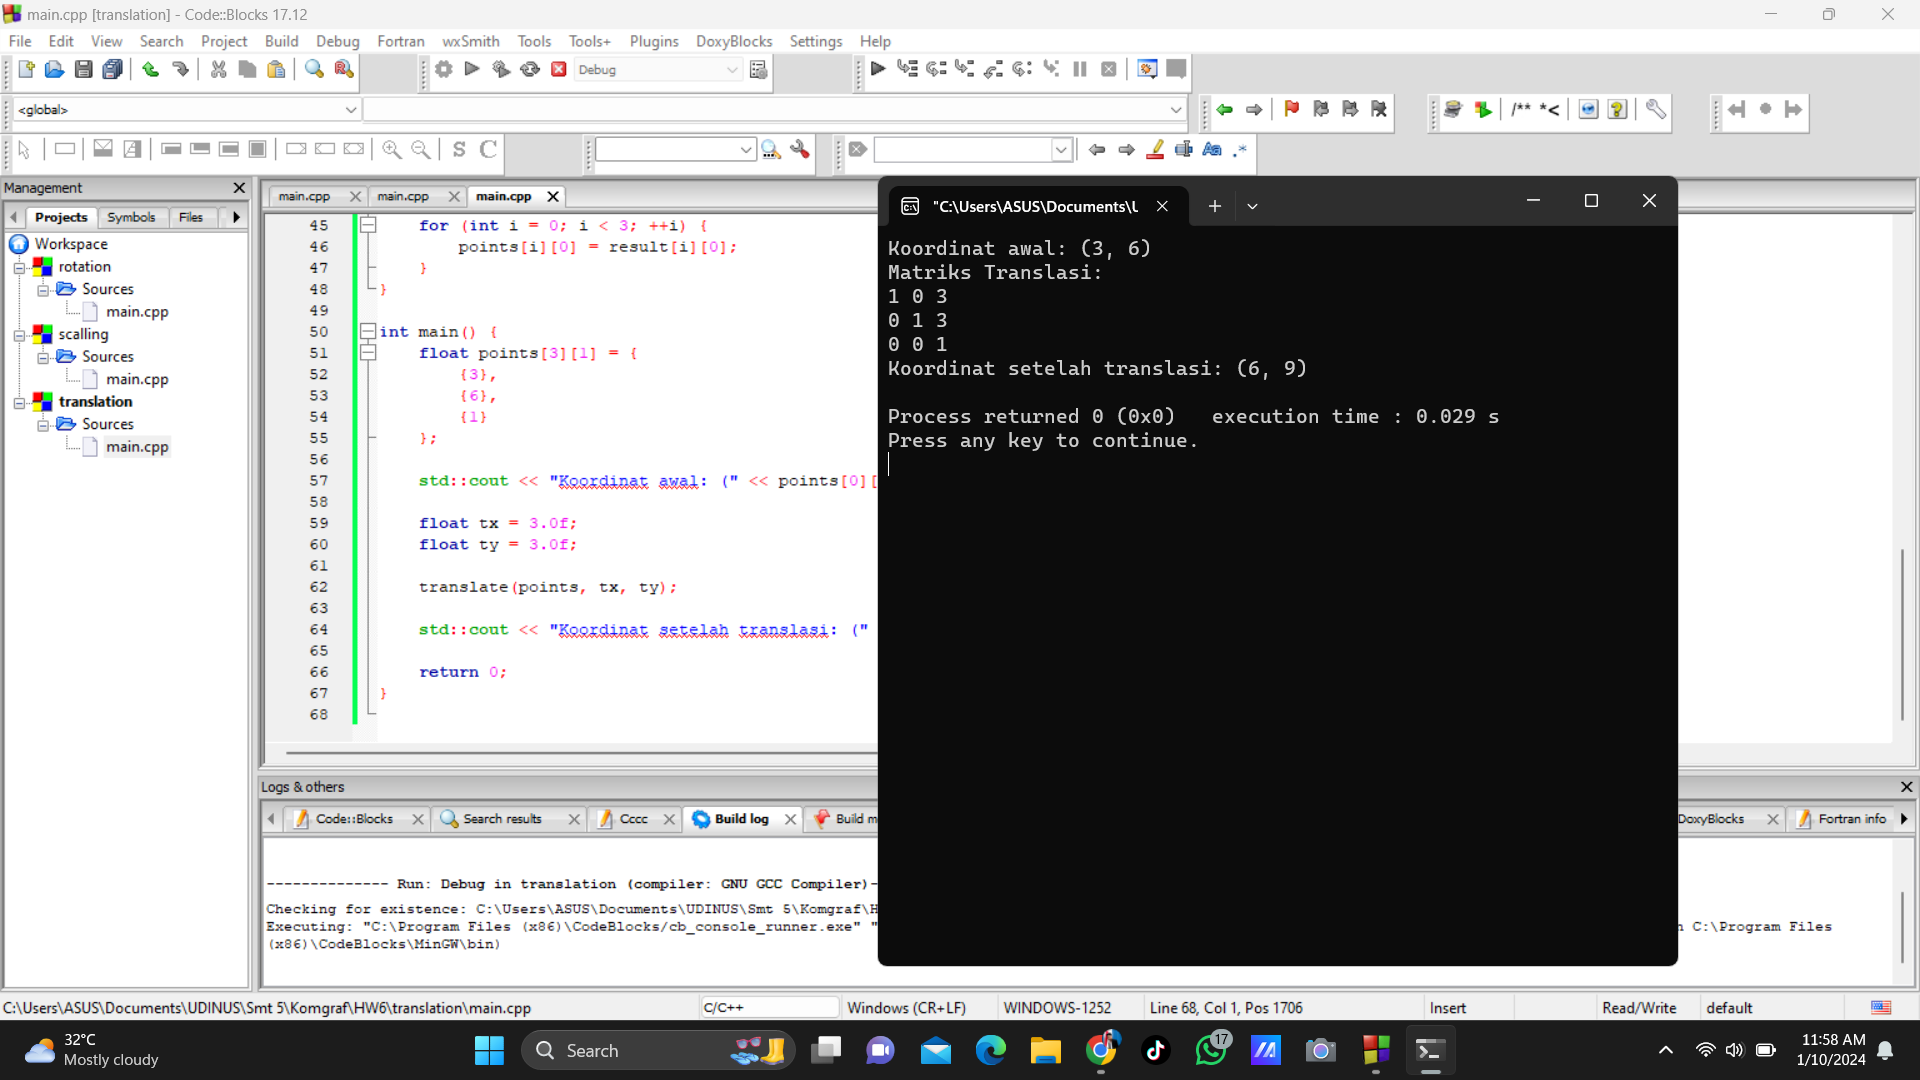 main.cpp [translation] - Code::Blocks 17.12
File Edit View Search Project Build Debug Fortran wxSmith Tools Tools+ Plugins DoxyBlocks Settings Help
Debug
<global>
/** *<
S C
Aa .*
Management
Projects Symbols Files
Workspace
rotation
Sources
main.cpp
scalling
Sources
main.cpp
translation
Sources
main.cpp
main.cpp main.cpp main.cpp
45 for (int i = 0; i < 3; ++i) {
46 points[i][0] = result[i][0];
47 }
48 }
49
50 int main() {
51 float points[3][1] = {
52 {3},
53 {6},
54 {1}
55 };
56
57 std::cout << "Koordinat awal: (" << points[0][
58
59 float tx = 3.0f;
60 float ty = 3.0f;
61
62 translate(points, tx, ty);
63
64 std::cout << "Koordinat setelah translasi: ("
65
66 return 0;
67 }
68
"C:\Users\ASUS\Documents\U
Koordinat awal: (3, 6)
Matriks Translasi:
1 0 3
0 1 3
0 0 1
Koordinat setelah translasi: (6, 9)
Process returned 0 (0x0) execution time : 0.029 s
Press any key to continue.
Logs & others
Code::Blocks Search results Cccc Build log Build m DoxyBlocks Fortran info
-------------- Run: Debug in translation (compiler: GNU GCC Compiler)-
Checking for existence: C:\Users\ASUS\Documents\UDINUS\Smt 5\Komgraf\H
Executing: "C:\Program Files (x86)\CodeBlocks/cb_console_runner.exe" " C:\Program Files
(x86)\CodeBlocks\MinGW\bin)
C:\Users\ASUS\Documents\UDINUS\Smt 5\Komgraf\HW6\translation\main.cpp C/C++ Windows (CR+LF) WINDOWS-1252 Line 68, Col 1, Pos 1706 Insert Read/Write default
32°C
Mostly cloudy
Search
17
11:58 AM
1/10/2024